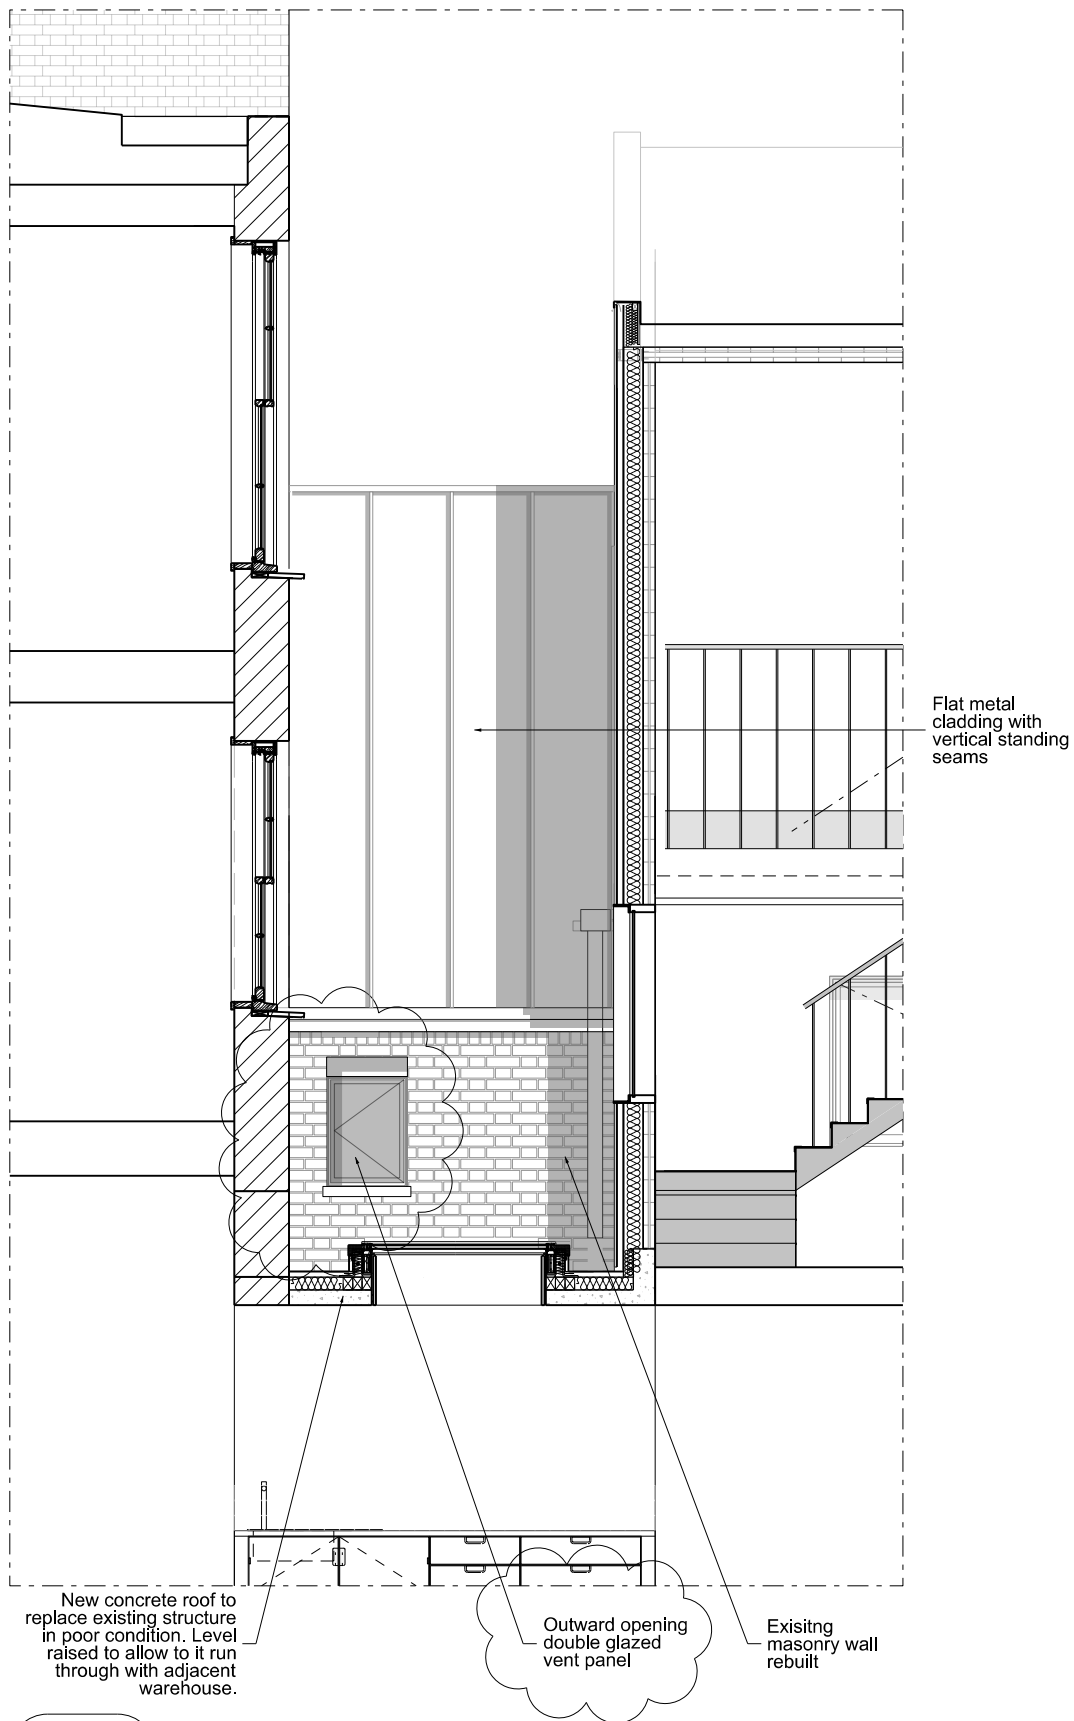 Flat metal
cladding with
vertical standing
seams
New concrete roof to
replace existing structure
in poor condition. Level
raised to allow to it run
through with adjacent
warehouse.
Outward opening
double glazed
vent panel
Exisitng
masonry wall
rebuilt